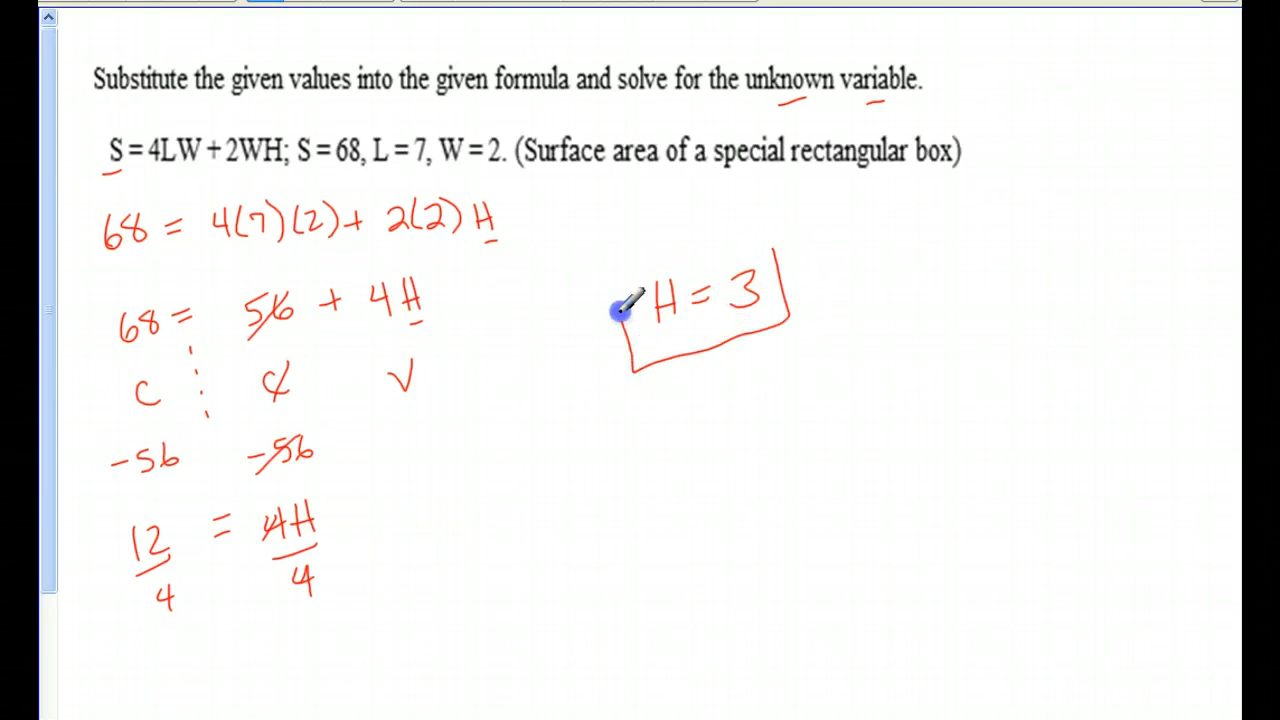 Substitute the given values into the given formula and solve for the unknown variable.
S = 4LW + 2WH; S = 68, L = 7, W = 2. (Surface area of a special rectangular box)
68 = 4(7)(2) + 2(2) H
68 = 56 + 4H
H = 3
C C V
-56 -56
12 = 4H
4 4